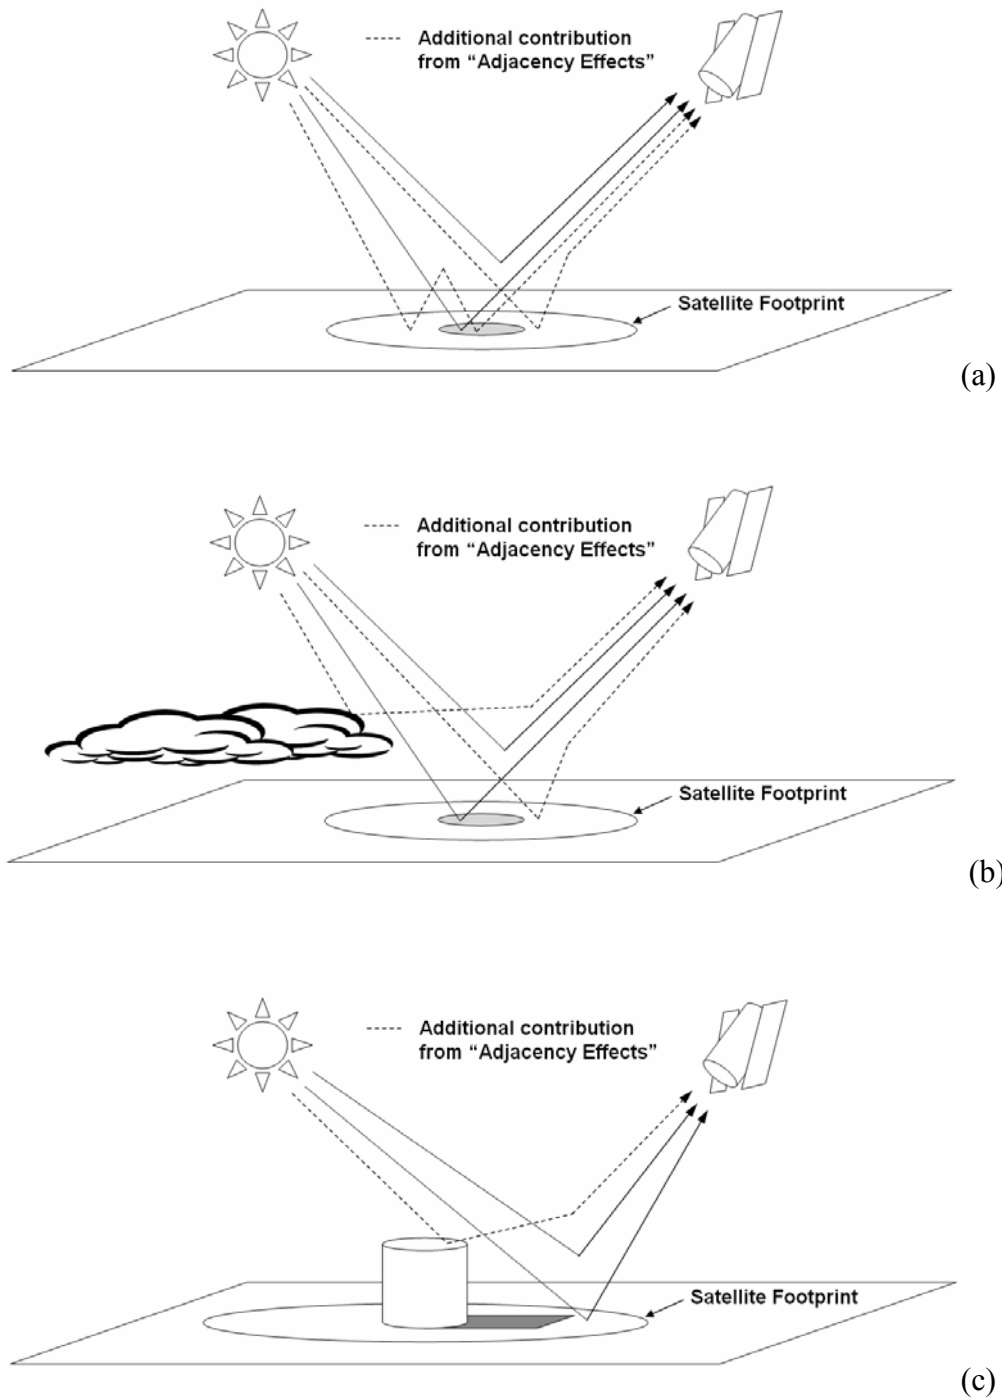 Additional contribution
from “Adjacency Effects”
Satellite Footprint
(a)
Additional contribution
from “Adjacency Effects”
Satellite Footprint
(b)
Additional contribution
from “Adjacency Effects”
Satellite Footprint
(c)